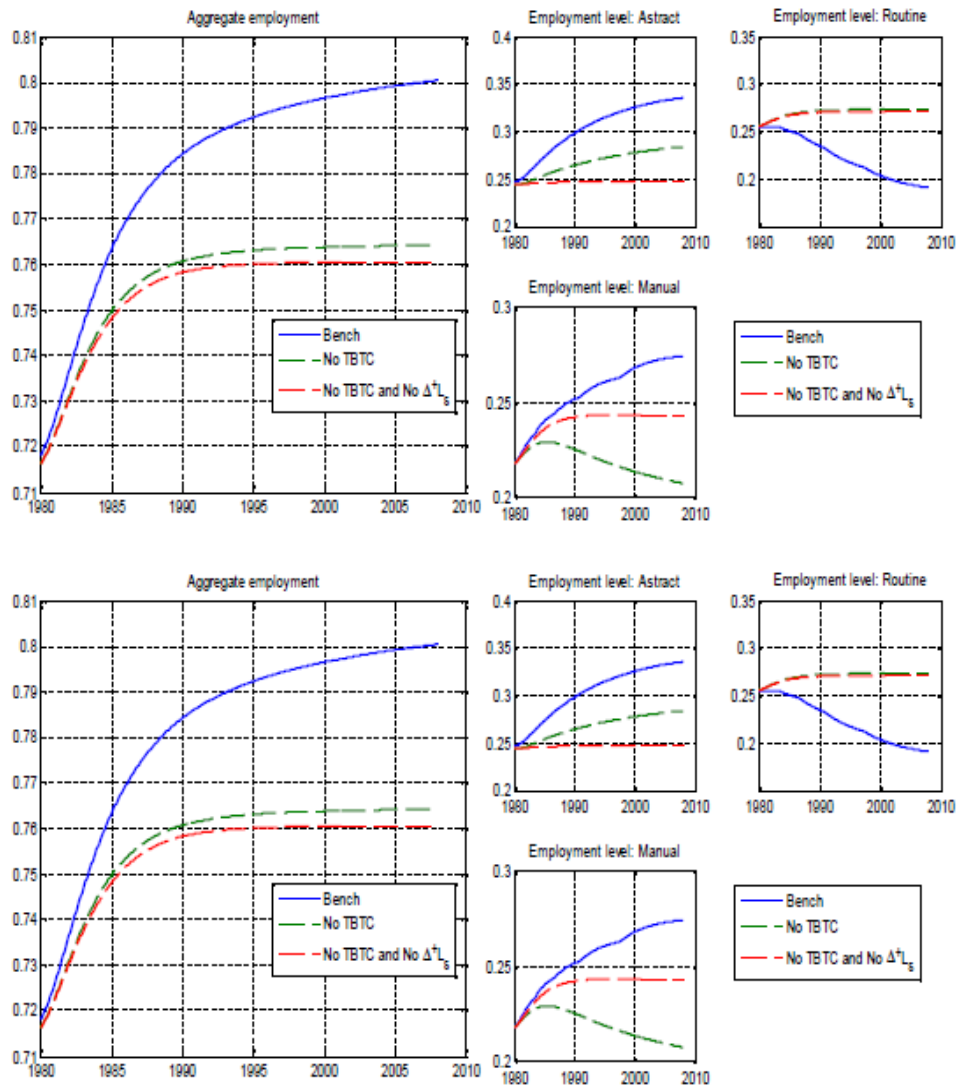 Aggregate employment
0.81
0.8
0.79
0.78
0.77
0.76
0.75
0.74
0.73
0.72
0.71
1980 1985 1990 1995 2000 2005 2010
Bench
No TBTC
No TBTC and No Δ⁺Lₛ
Employment level: Astract
0.4
0.35
0.3
0.25
0.2
1980 1990 2000 2010
Employment level: Routine
0.35
0.3
0.25
0.2
1980 1990 2000 2010
Employment level: Manual
0.3
0.25
0.2
1980 1990 2000 2010
Bench
No TBTC
No TBTC and No Δ⁺Lₛ
Aggregate employment
0.81
0.8
0.79
0.78
0.77
0.76
0.75
0.74
0.73
0.72
0.71
1980 1985 1990 1995 2000 2005 2010
Bench
No TBTC
No TBTC and No Δ⁺Lₛ
Employment level: Astract
0.4
0.35
0.3
0.25
0.2
1980 1990 2000 2010
Employment level: Routine
0.35
0.3
0.25
0.2
1980 1990 2000 2010
Employment level: Manual
0.3
0.25
0.2
1980 1990 2000 2010
Bench
No TBTC
No TBTC and No Δ⁺Lₛ